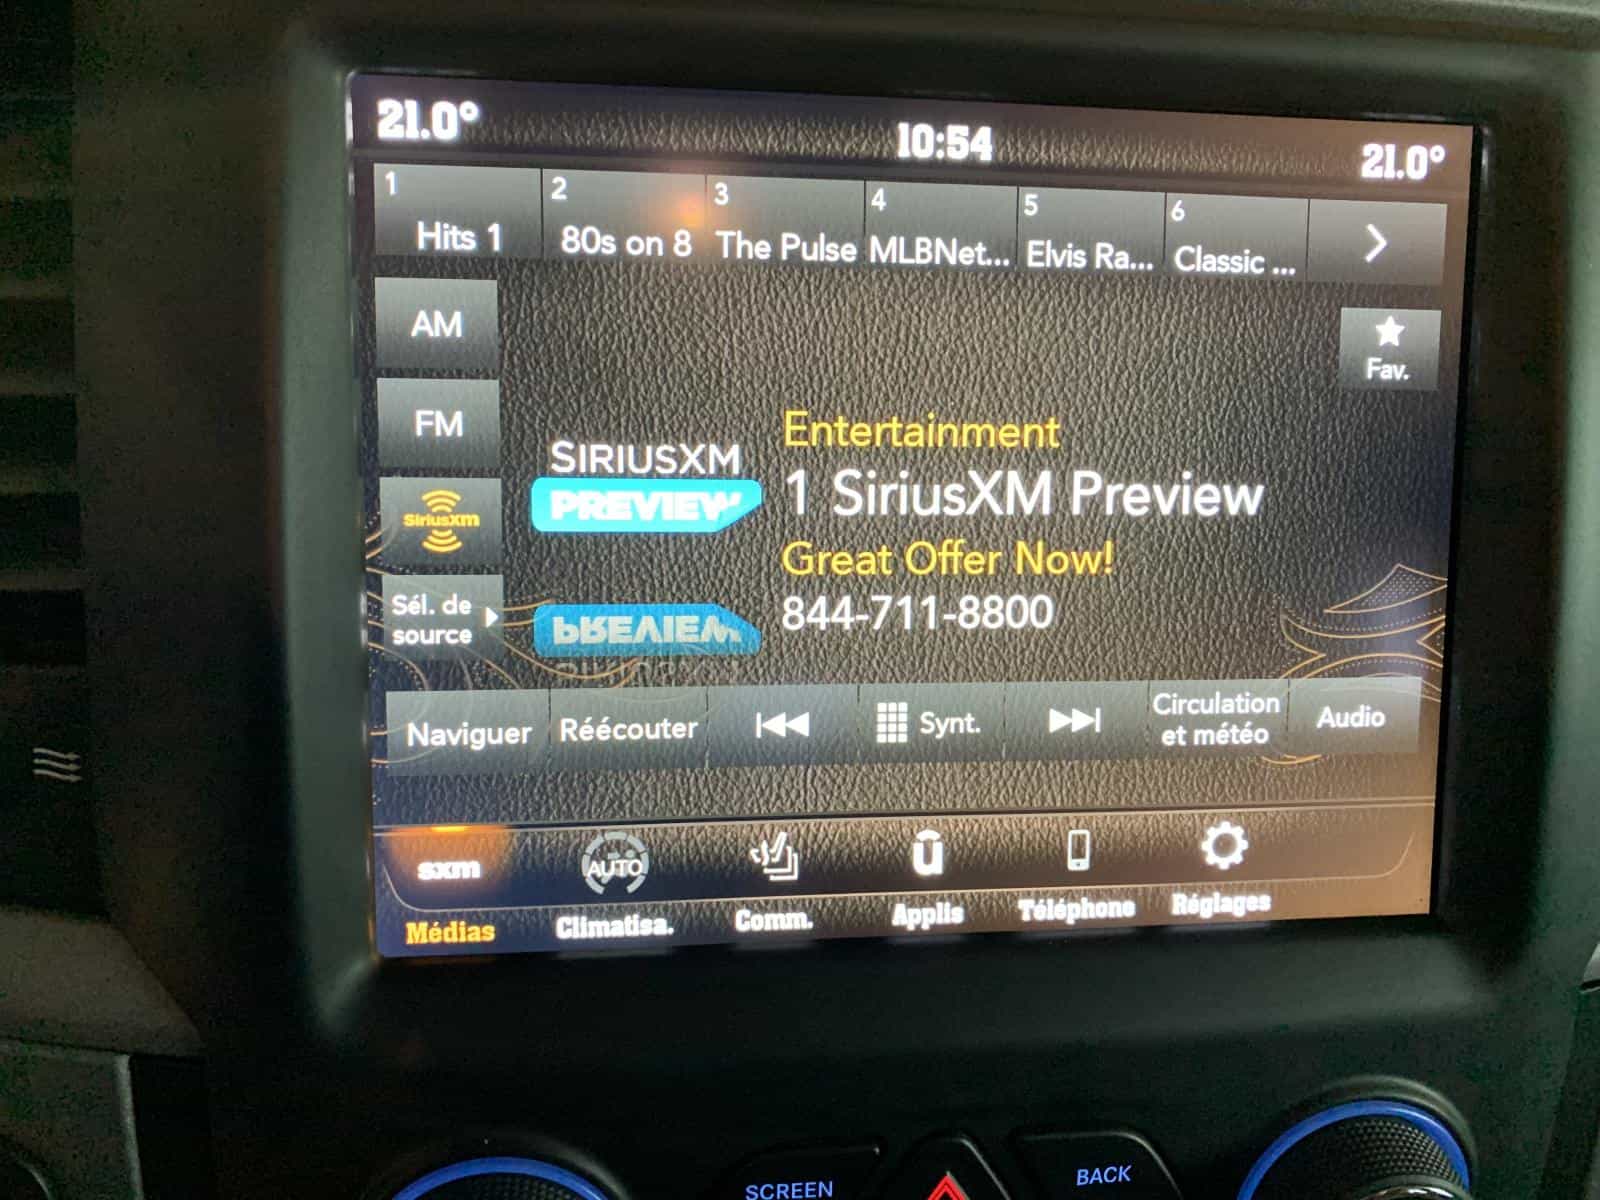 21.0°
10:54
21.0°
1
Hits 1
2
80s on 8
3
The Pulse
4
MLBNet...
5
Elvis Ra...
6
Classic ...
AM
FM
SiriusXM
Sél. de
source
Fav.
SIRIUSXM
PREVIEW
Entertainment
1 SiriusXM Preview
Great Offer Now!
844-711-8800
Naviguer
Réécouter
Synt.
Circulation
et météo
Audio
sxm
Médias
AUTO
Climatisa.
Comm.
u
Applis
Téléphone
Réglages
SCREEN
BACK